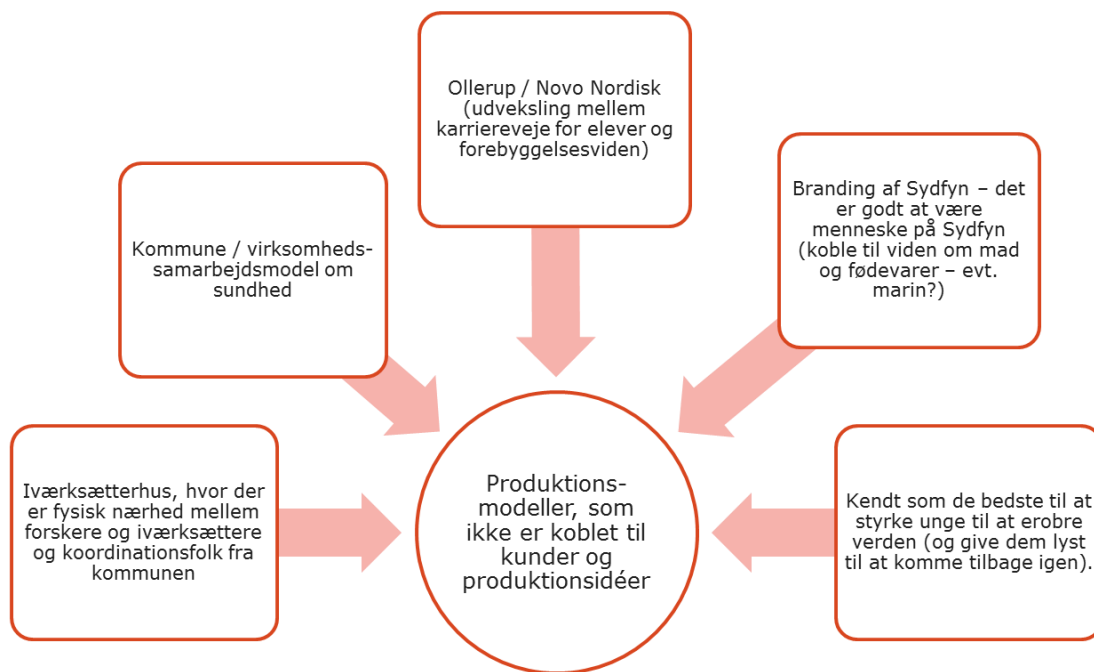 Ollerup / Novo Nordisk
(udveksling mellem
karriereveje for elever og
forebyggelsesviden)
Kommune / virksomheds-
samarbejdsmodel om
sundhed
Branding af Sydfyn – det
er godt at være
menneske på Sydfyn
(koble til viden om mad
og fødevarer – evt.
marin?)
Iværksætterhus, hvor der
er fysisk nærhed mellem
forskere og iværksættere
og koordinationsfolk fra
kommunen
Produktions-
modeller, som
ikke er koblet til
kunder og
produktionsidéer
Kendt som de bedste til at
styrke unge til at erobre
verden (og give dem lyst
til at komme tilbage igen).